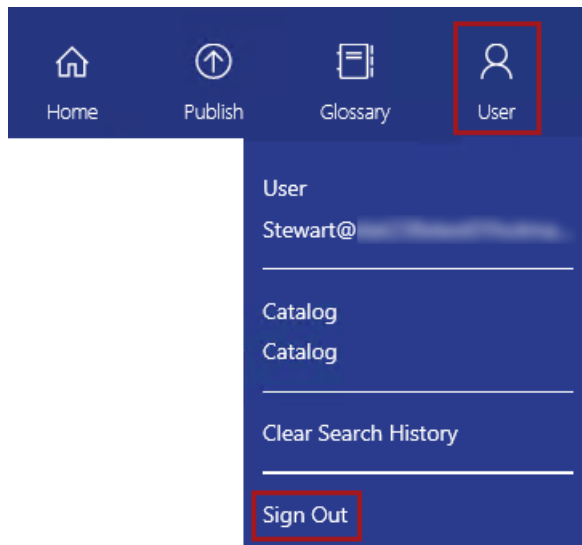 Home Publish Glossary User
User
Stewart@
Catalog
Catalog
Clear Search History
Sign Out